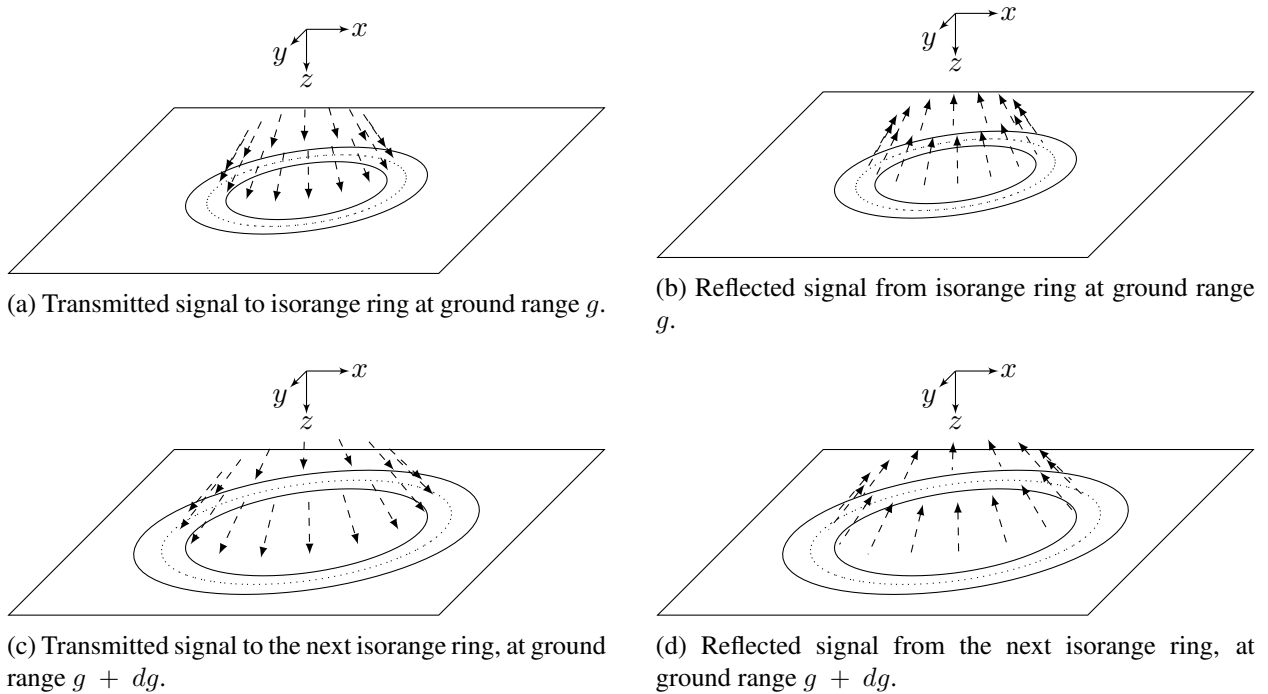 x
y
z
(a) Transmitted signal to isorange ring at ground range g.
x
y
z
(b) Reflected signal from isorange ring at ground range
g.
x
y
z
(c) Transmitted signal to the next isorange ring, at ground
range g + dg.
x
y
z
(d) Reflected signal from the next isorange ring, at
ground range g + dg.